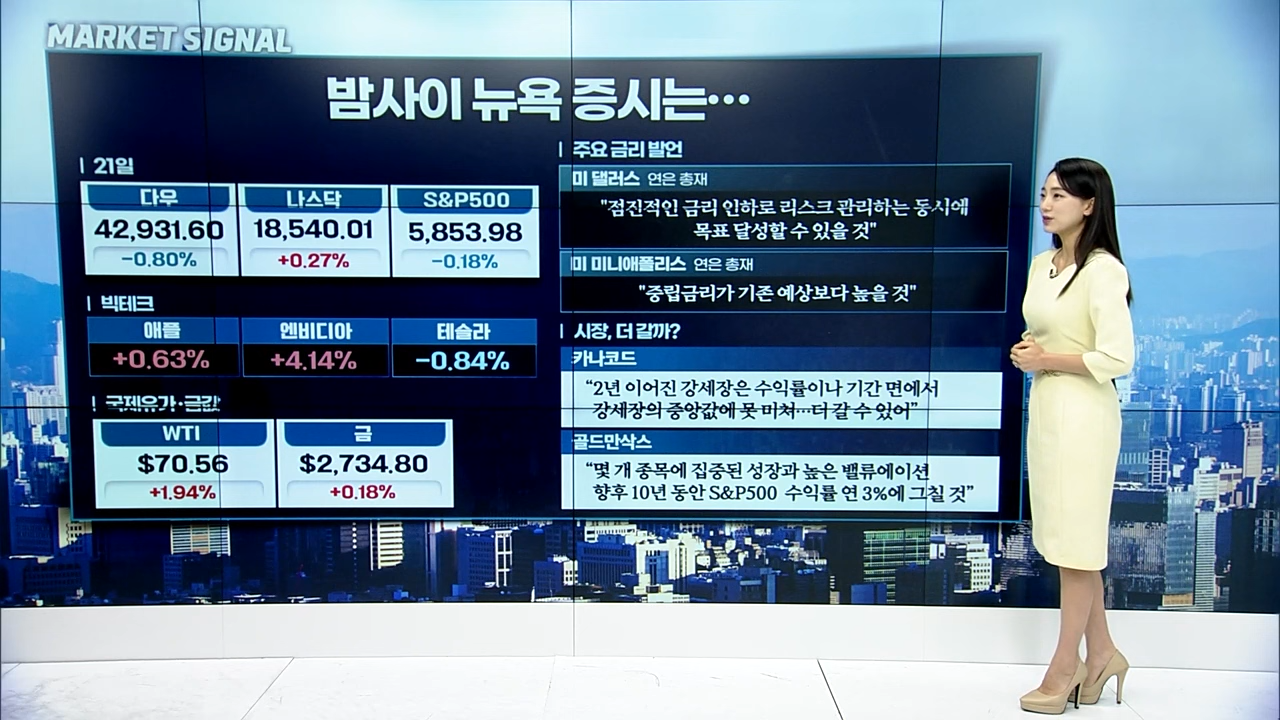 MARKET SIGNAL
밤사이 뉴욕 증시는…
21일
다우
42,931.60
-0.80%
나스닥
18,540.01
+0.27%
S&P500
5,853.98
-0.18%
빅테크
애플
+0.63%
엔비디아
+4.14%
테슬라
-0.84%
국제유가·금값
WTI
$70.56
+1.94%
금
$2,734.80
+0.18%
주요 금리 발언
미 댈러스 연은 총재
"점진적인 금리 인하로 리스크 관리하는 동시에
목표 달성할 수 있을 것"
미 미니애폴리스 연은 총재
"중립금리가 기존 예상보다 높을 것"
시장, 더 갈까?
카나코드
“2년 이어진 강세장은 수익률이나 기간 면에서
강세장의 중앙값에 못 미쳐…더 갈 수 있어”
골드만삭스
“몇 개 종목에 집중된 성장과 높은 밸류에이션
향후 10년 동안 S&P500 수익률 연 3%에 그칠 것”